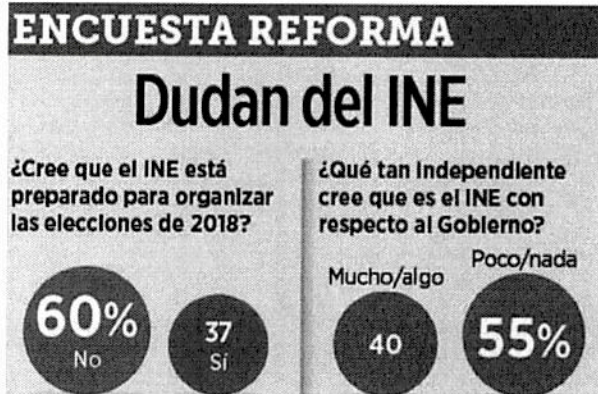 ENCUESTA REFORMA
Dudan del INE
¿Cree que el INE está
preparado para organizar
las elecciones de 2018?
60%
No
37
Sí
¿Qué tan independiente
cree que es el INE con
respecto al Gobierno?
Mucho/algo
40
Poco/nada
55%